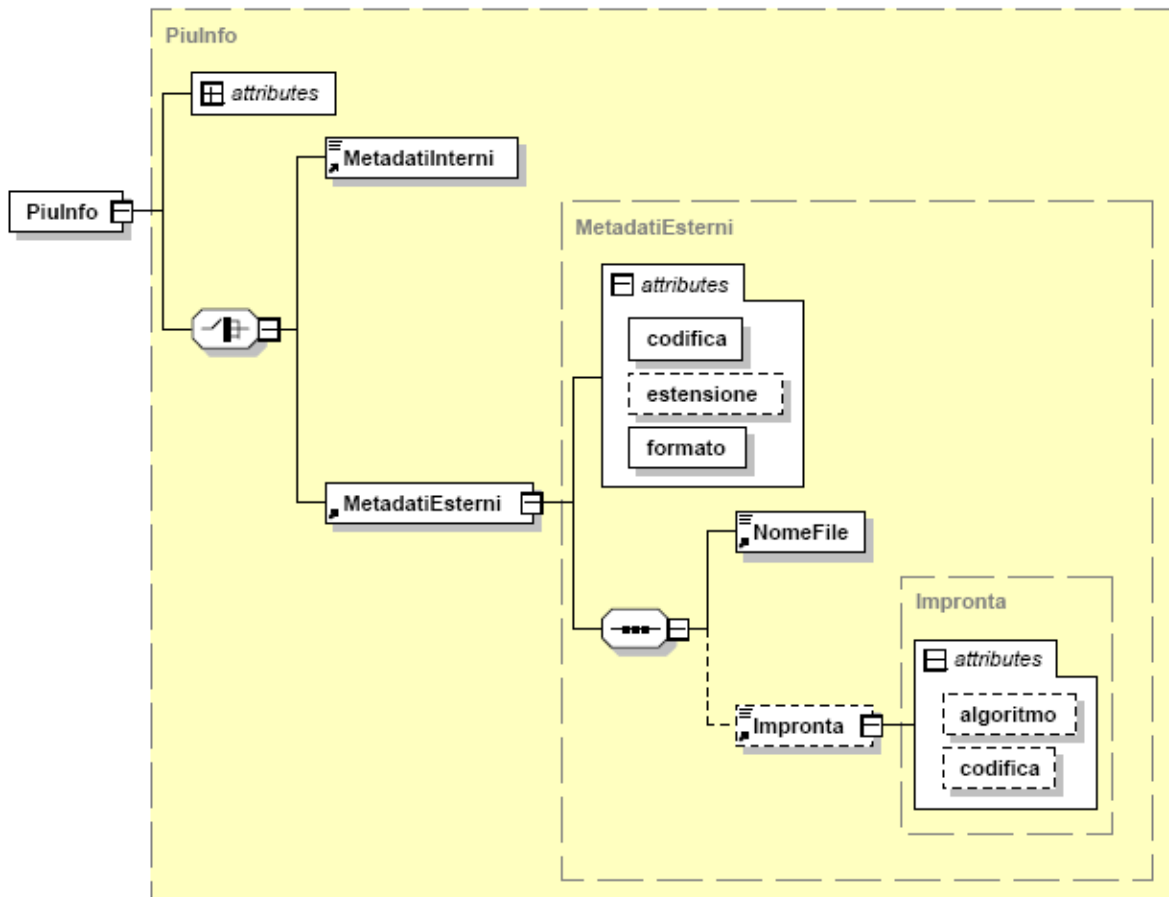 PiuInfo
attributes
MetadatiInterni
PiuInfo
MetadatiEsterni
attributes
codifica
estensione
formato
MetadatiEsterni
NomeFile
Impronta
attributes
algoritmo
Impronta
codifica